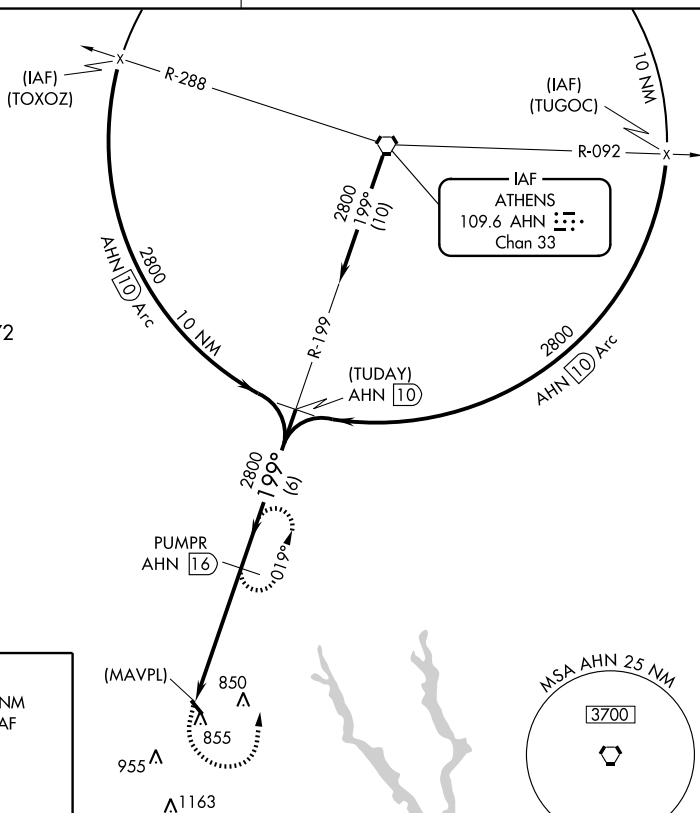 (IAF)
(TOXOZ)
R-288
10 NM
(IAF)
(TUGOC)
R-092
IAF
ATHENS
109.6 AHN
Chan 33
2800
199°
(10)
2800
AHN 10 Arc
10 NM
R-199
(TUDAY)
AHN 10
2800
AHN 10 Arc
2800
199°
(6)
PUMPR
AHN 16
019°
(MAVPL)
850
855
955
1163
NM
AF
MSA AHN 25 NM
3700